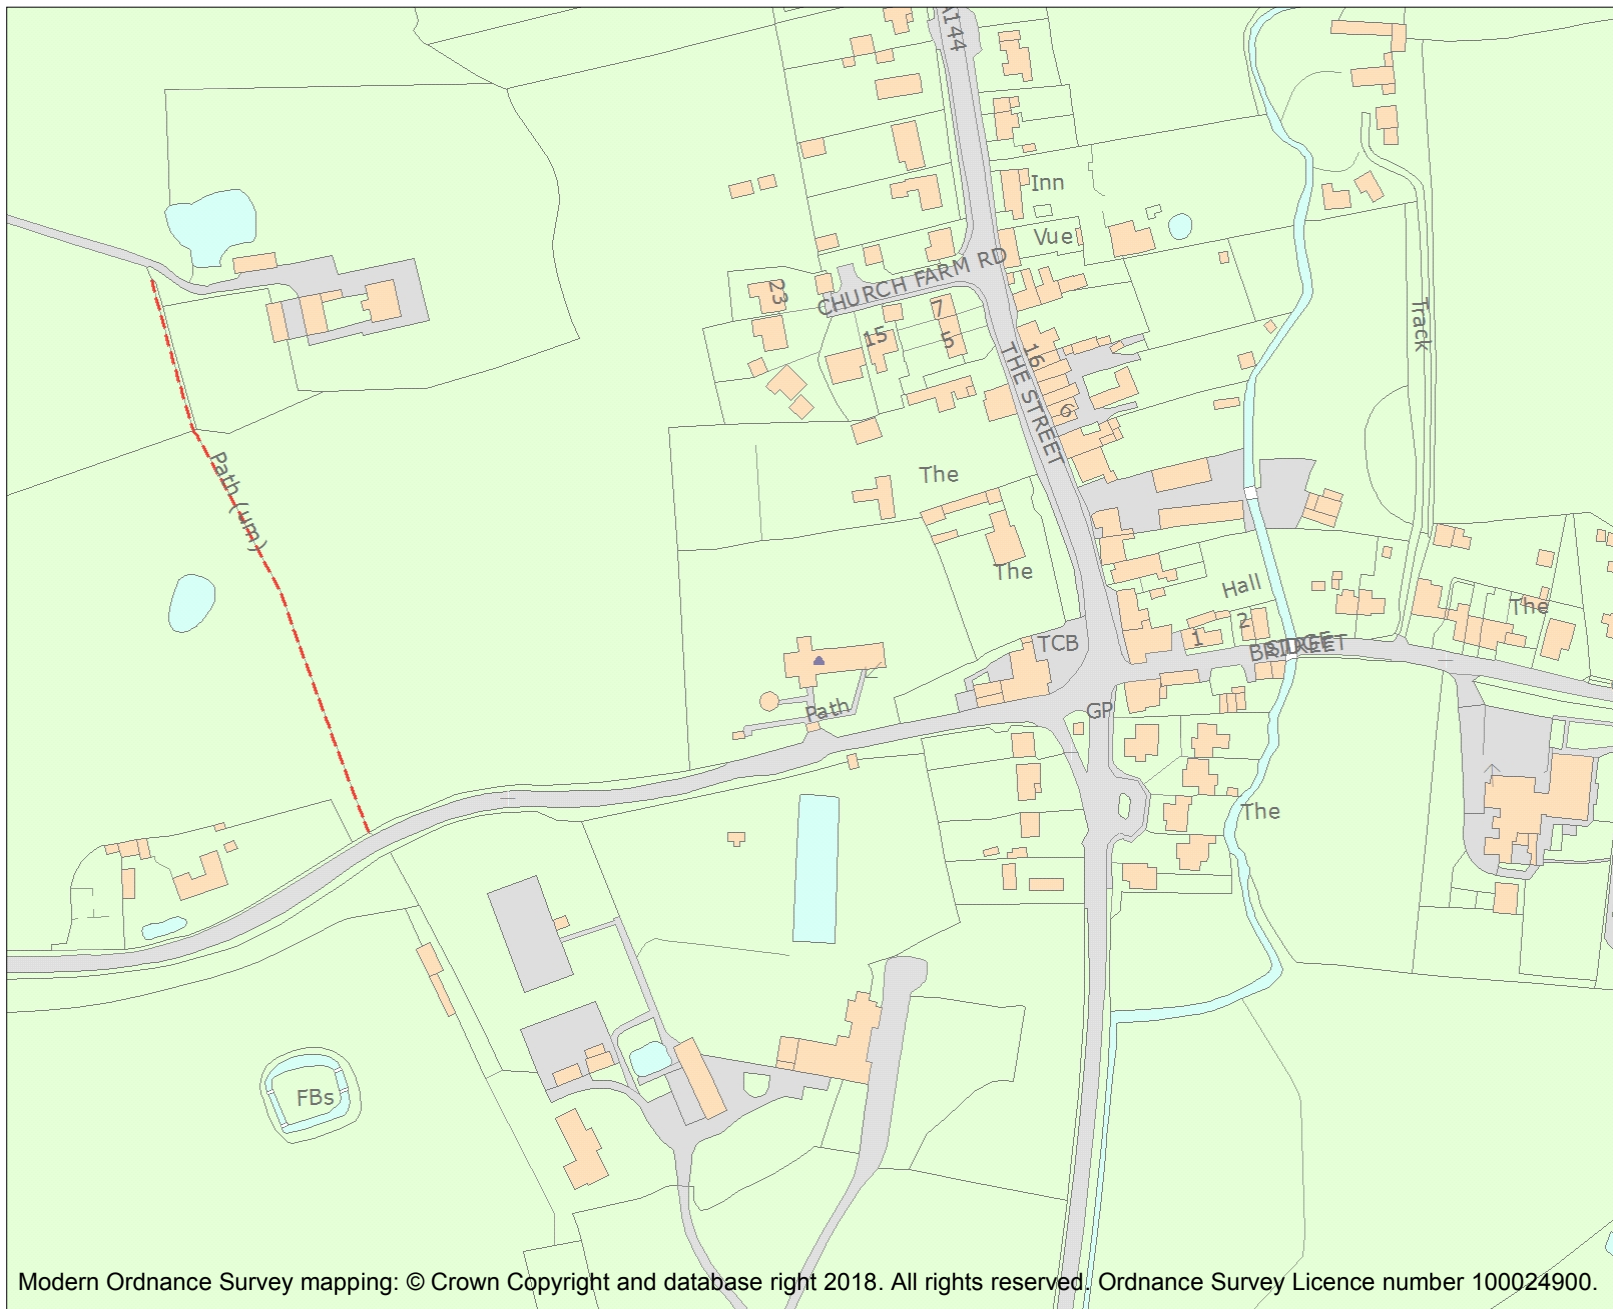 A144
Inn
Vue
CHURCH FARM RD
23
7
15
5
16
THE STREET
6
Track
Path (um)
The
The
Hall
The
2
1
TCB
BRIDGE
STREET
Path
GP
The
FBs
Modern Ordnance Survey mapping: © Crown Copyright and database right 2018. All rights reserved. Ordnance Survey Licence number 100024900.